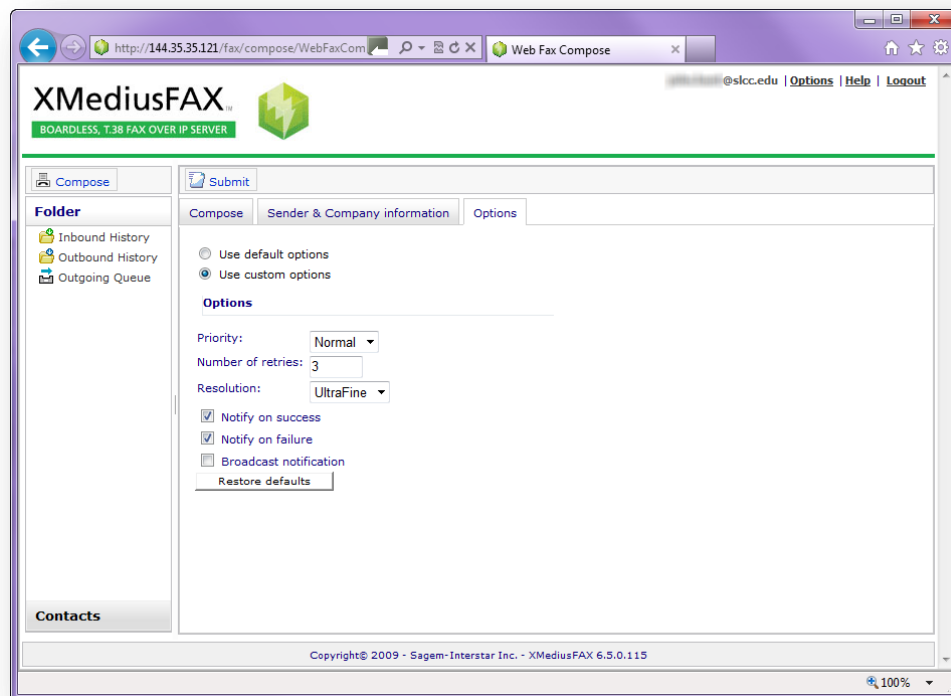 http://144.35.35.121/fax/compose/WebFaxCom
Web Fax Compose
XMediusFAX™
BOARDLESS, T.38 FAX OVER IP SERVER
@slcc.edu | Options | Help | Logout
Compose
Submit
Folder
Inbound History
Outbound History
Outgoing Queue
Compose
Sender & Company information
Options
Use default options
Use custom options
Options
Priority: Normal
Number of retries: 3
Resolution: UltraFine
Notify on success
Notify on failure
Broadcast notification
Restore defaults
Contacts
Copyright© 2009 - Sagem-Interstar Inc. - XMediusFAX 6.5.0.115
100%